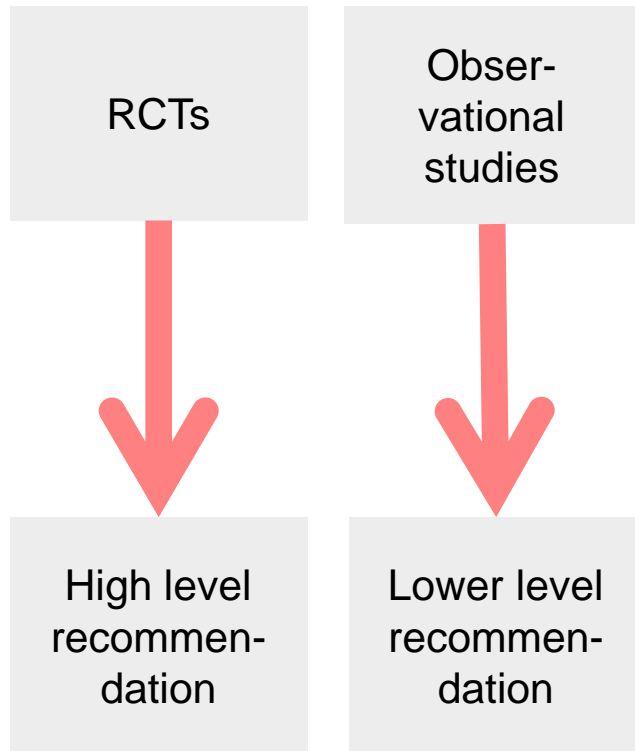 RCTs
Obser-
vational
studies
High level
recommen-
dation
Lower level
recommen-
dation